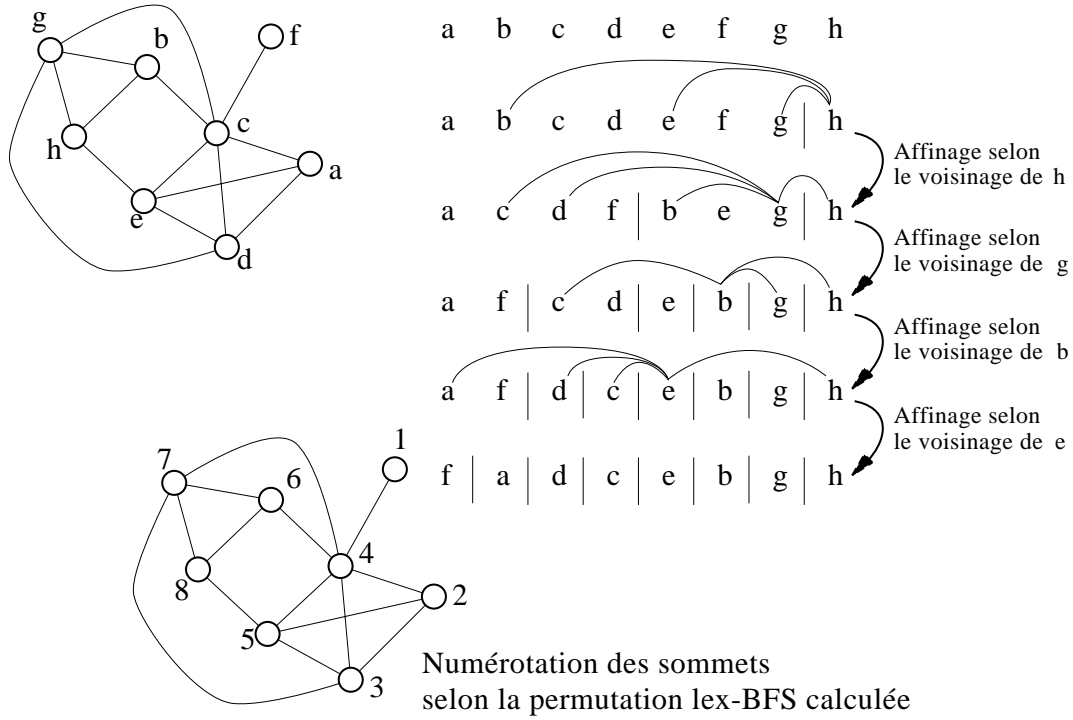 g
b
f
c
h
a
e
d
a b c d e f g h
a b c d e f g | h
Affinage selon
le voisinage de h
a c d f | b e g | h
Affinage selon
le voisinage de g
a f | c d | e | b | g | h
Affinage selon
le voisinage de b
a f | d | c | e | b | g | h
Affinage selon
le voisinage de e
f | a | d | c | e | b | g | h
7
6
1
4
8
2
5
3
Numérotation des sommets
selon la permutation lex-BFS calculée